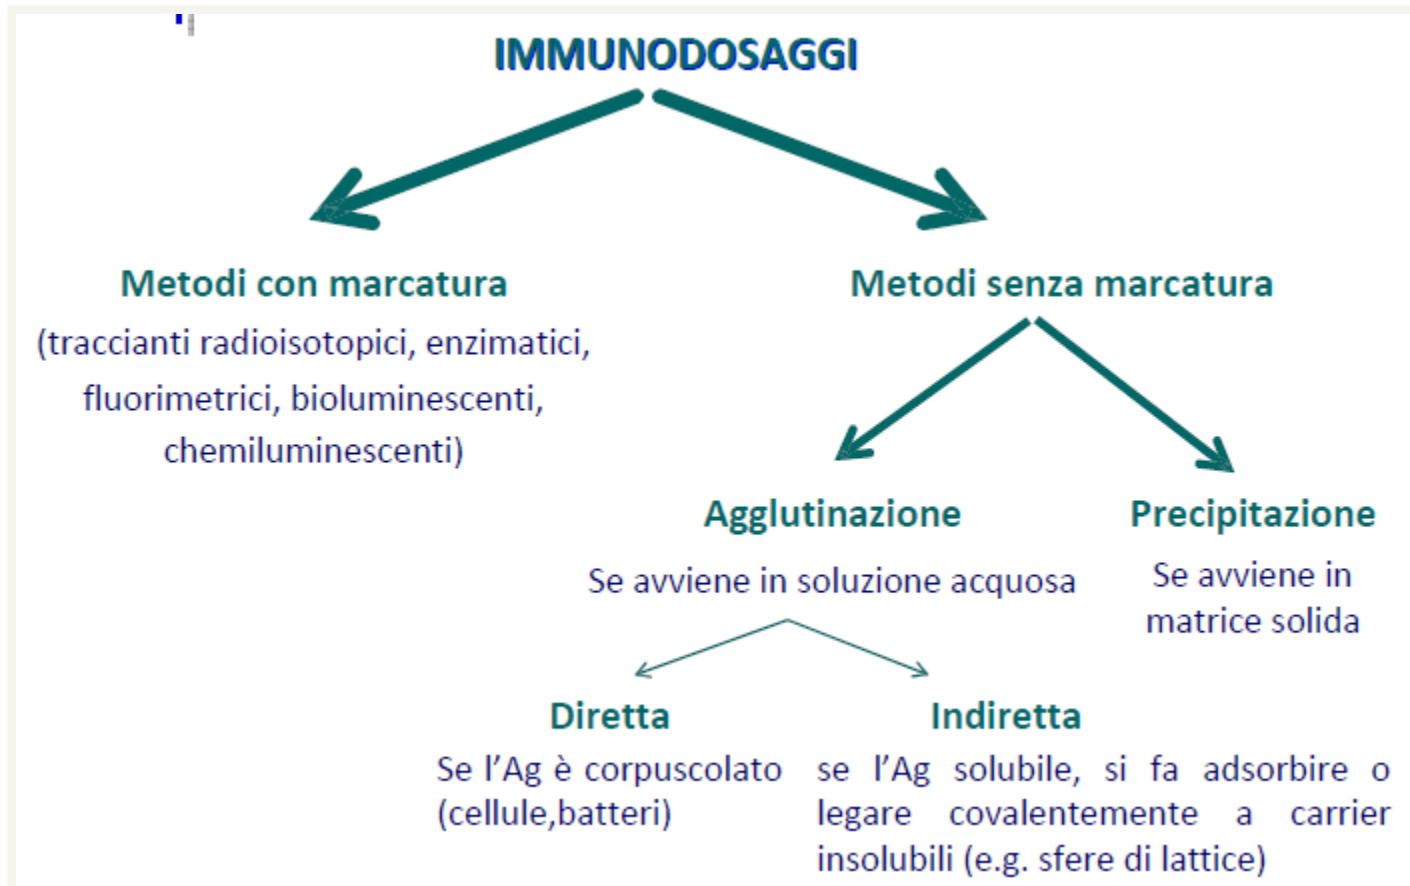 IMMUNODOSAGGI
Metodi con marcatura
(traccianti radioisotopici, enzimatici,
fluorimetrici, bioluminescenti,
chemiluminescenti)
Metodi senza marcatura
Agglutinazione
Se avviene in soluzione acquosa
Precipitazione
Se avviene in
matrice solida
Diretta
Se l'Ag è corpuscolato
(cellule,batteri)
Indiretta
se l'Ag solubile, si fa adsorbire o
legare covalentemente a carrier
insolubili (e.g. sfere di lattice)